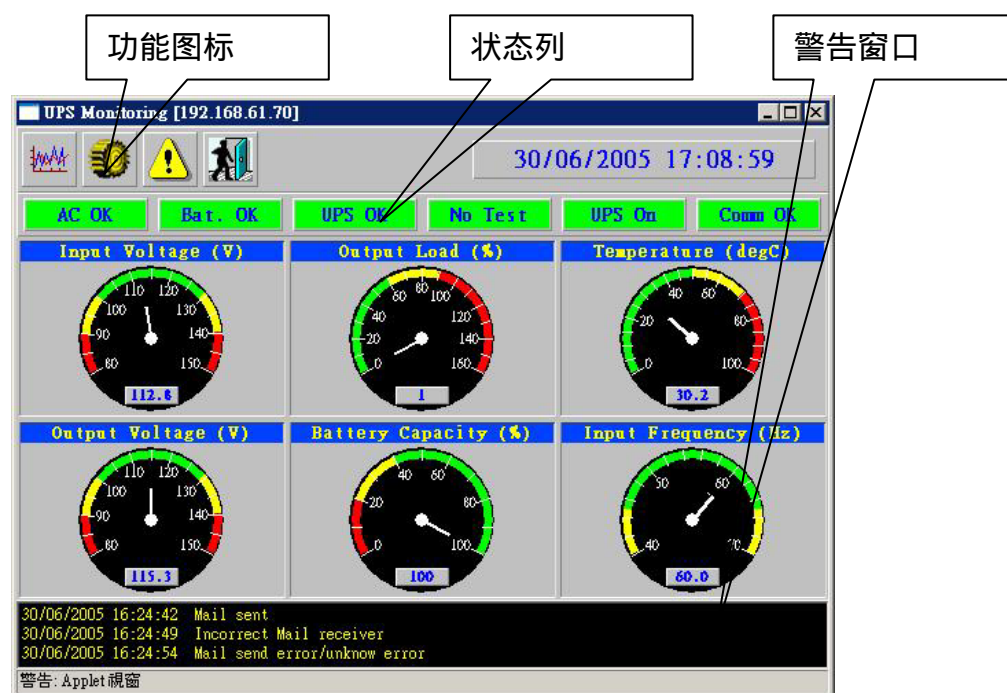 功能图标
状态列
警告窗口
UPS Monitoring [192.168.61.70]
30/06/2005 17:08:59
AC OK
Bat. OK
UPS OK
No Test
UPS On
Comm OK
Input Voltage (V)
Output Load (%)
Temperature (degC)
80 90 100 110 120 130 140 150
112.8
0 20 40 60 80 100 120 140 160
1
0 20 40 60 80 100
30.2
Output Voltage (V)
Battery Capacity (%)
Input Frequency (Hz)
80 90 100 110 120 130 140 150
115.3
0 20 40 60 80 100
100
40 50 60 70
60.0
30/06/2005 16:24:42 Mail sent
30/06/2005 16:24:49 Incorrect Mail receiver
30/06/2005 16:24:54 Mail send error/unknow error
警告: Applet 視窗